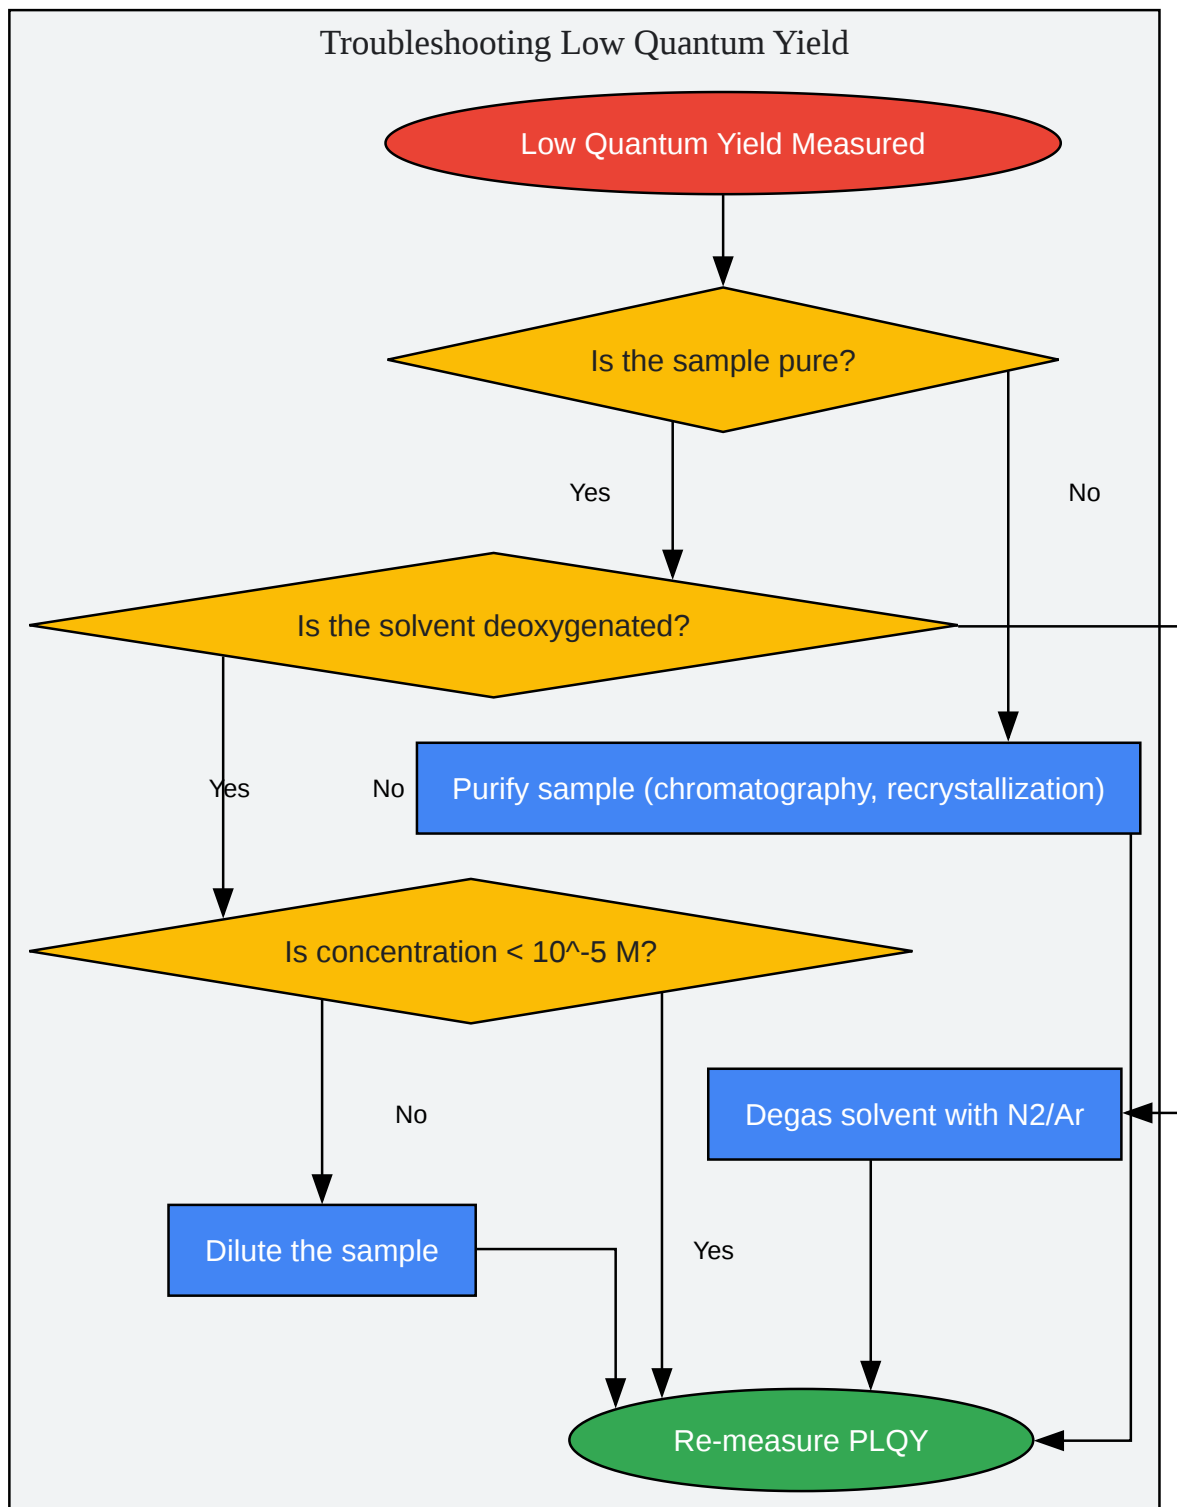 Troubleshooting Low Quantum Yield
Low Quantum Yield Measured
Is the sample pure?
Yes
No
Is the solvent deoxygenated?
Yes
No
Purify sample (chromatography, recrystallization)
Is concentration < 10^-5 M?
No
Degas solvent with N2/Ar
Dilute the sample
Yes
Re-measure PLQY